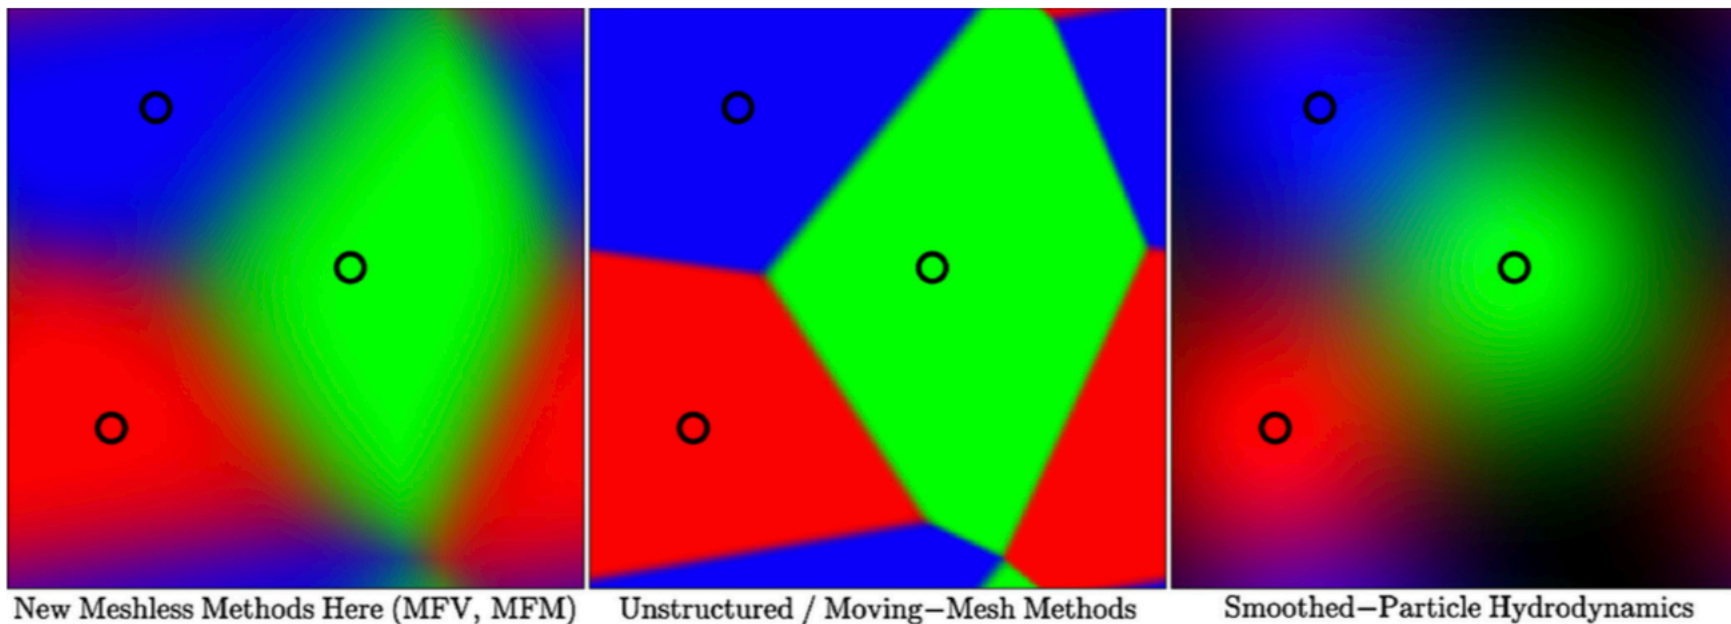 New Meshless Methods Here (MFV, MFM)
Unstructured / Moving−Mesh Methods
Smoothed−Particle Hydrodynamics